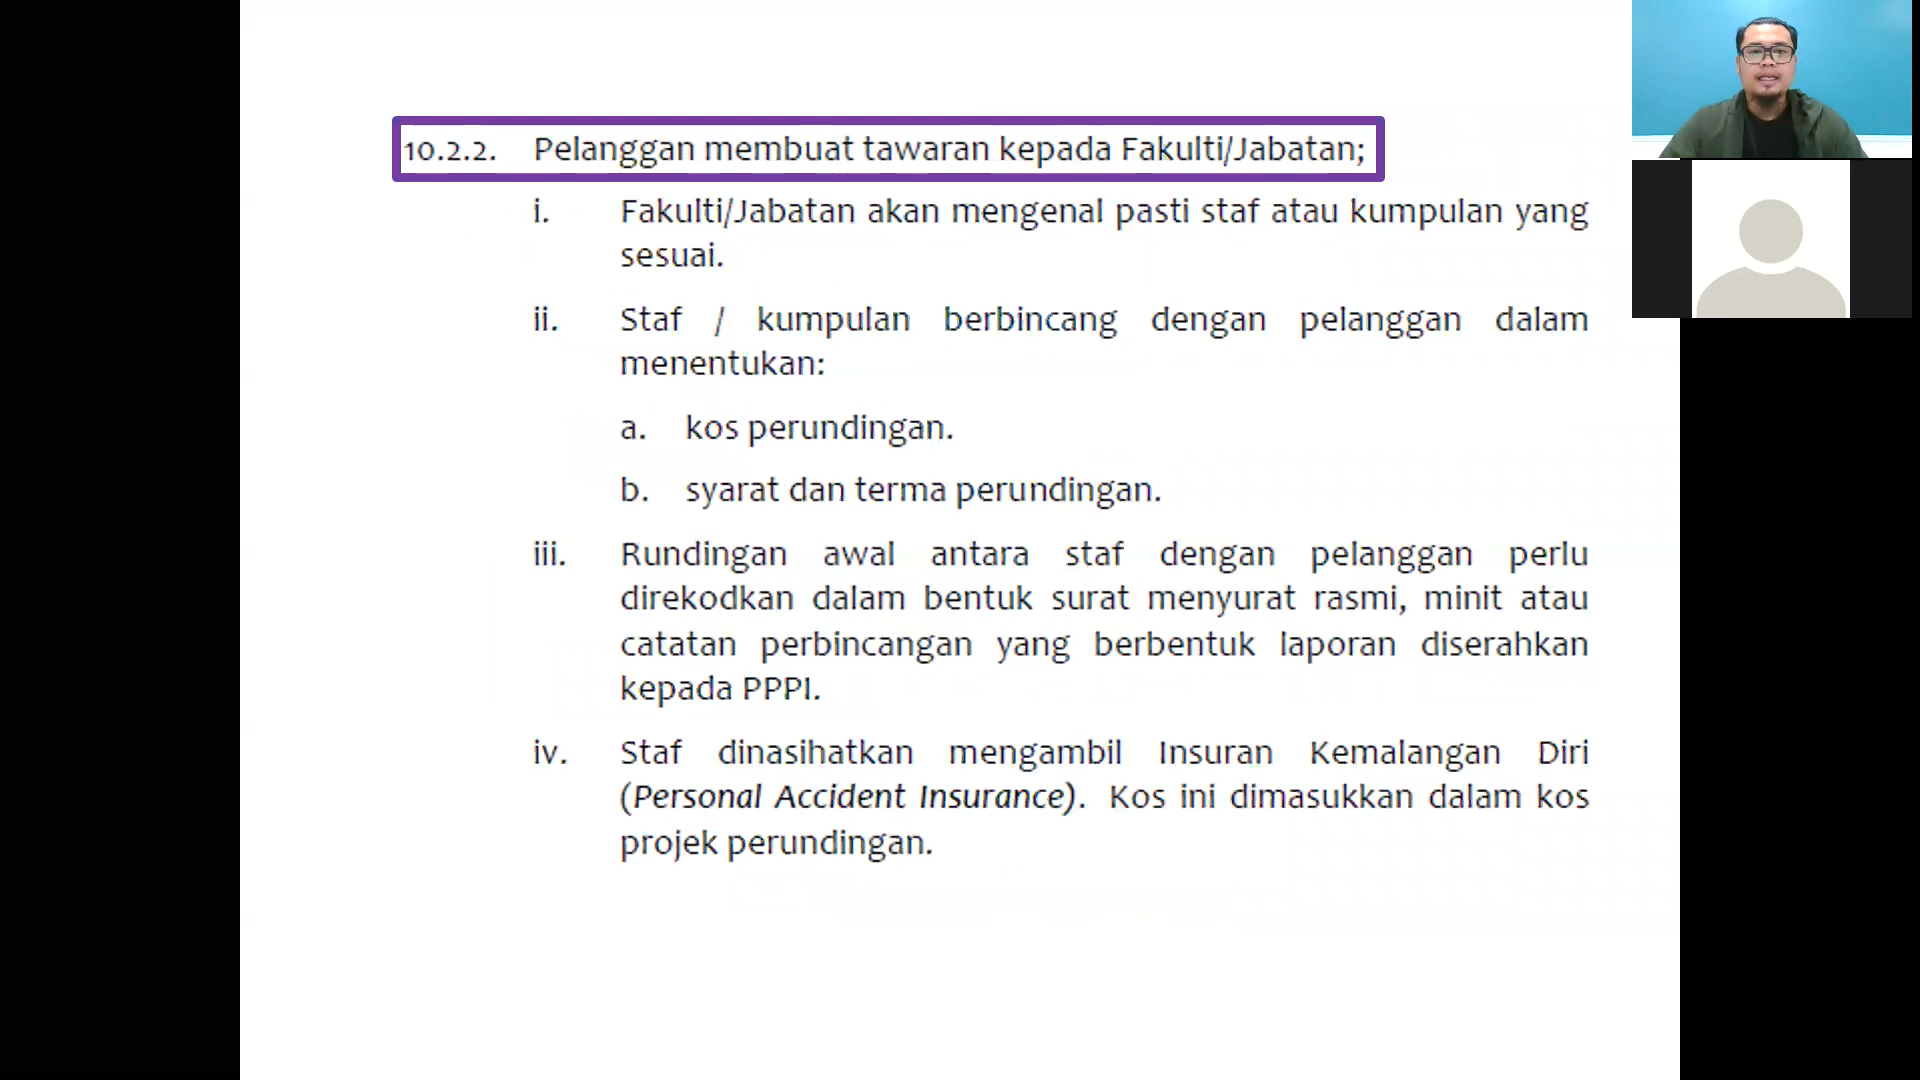 10.2.2. Pelanggan membuat tawaran kepada Fakulti/Jabatan;
i. Fakulti/Jabatan akan mengenal pasti staf atau kumpulan yang
sesuai.
ii. Staf / kumpulan berbincang dengan pelanggan dalam
menentukan:
a. kos perundingan.
b. syarat dan terma perundingan.
iii. Rundingan awal antara staf dengan pelanggan perlu
direkodkan dalam bentuk surat menyurat rasmi, minit atau
catatan perbincangan yang berbentuk laporan diserahkan
kepada PPPI.
iv. Staf dinasihatkan mengambil Insuran Kemalangan Diri
(Personal Accident Insurance). Kos ini dimasukkan dalam kos
projek perundingan.